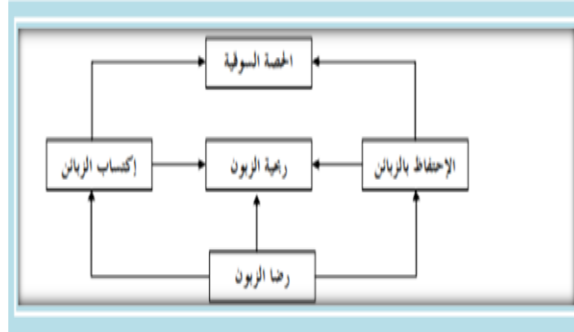 الحصة السوقية
الإحتفاظ بالزبائن
ربحية الزبون
إكتساب الزبائن
رضا الزبون